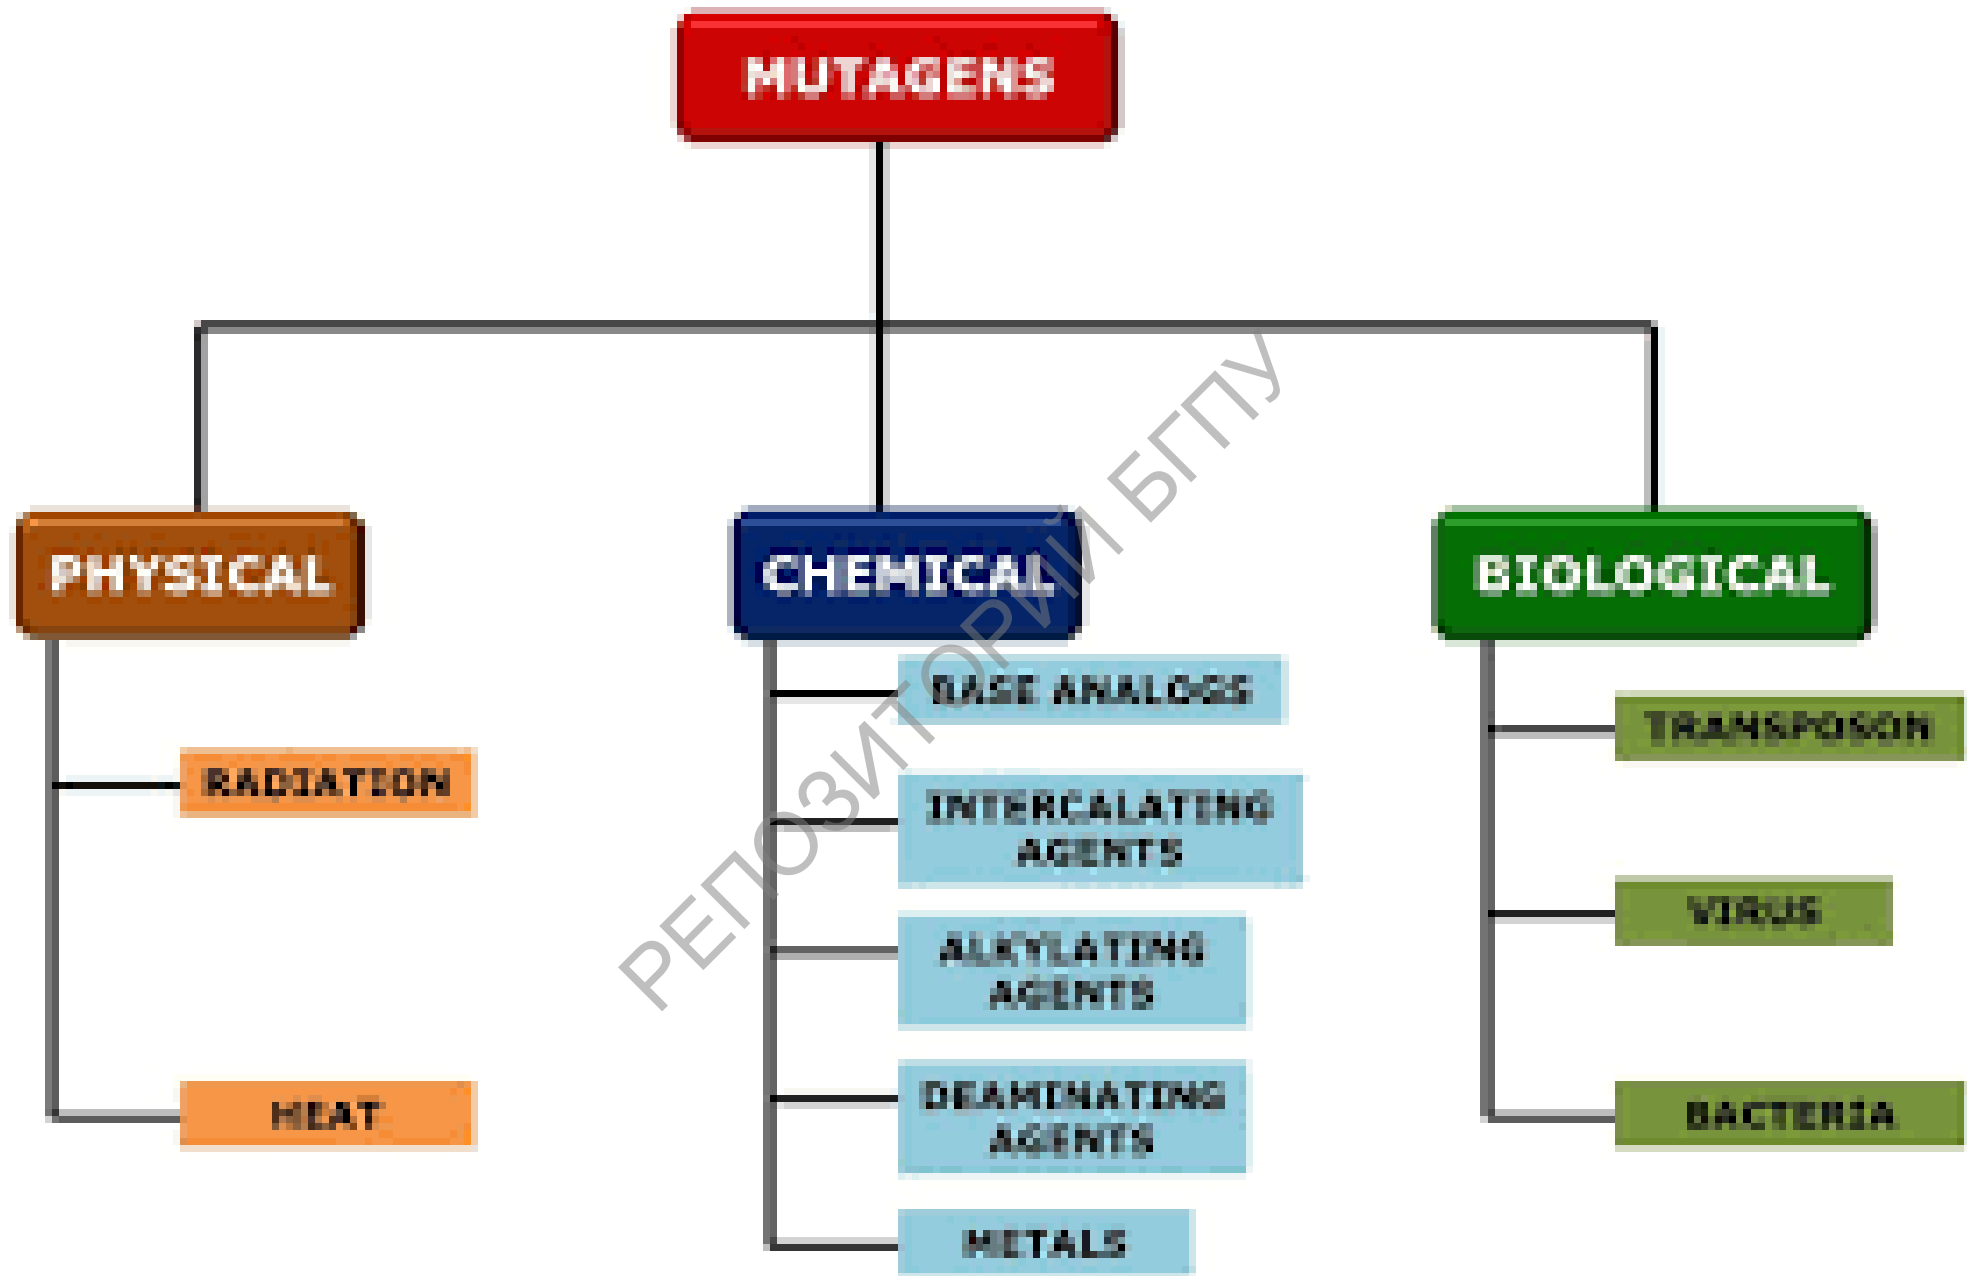 MUTAGENS
PHYSICAL
RADIATION
HEAT
CHEMICAL
BASE ANALOGS
INTERCALATING
AGENTS
ALKYLATING
AGENTS
DEAMINATING
AGENTS
METALS
BIOLOGICAL
TRANSPOSON
VIRUS
BACTERIA
РЕПОЗИТОРИЙ БГПУ